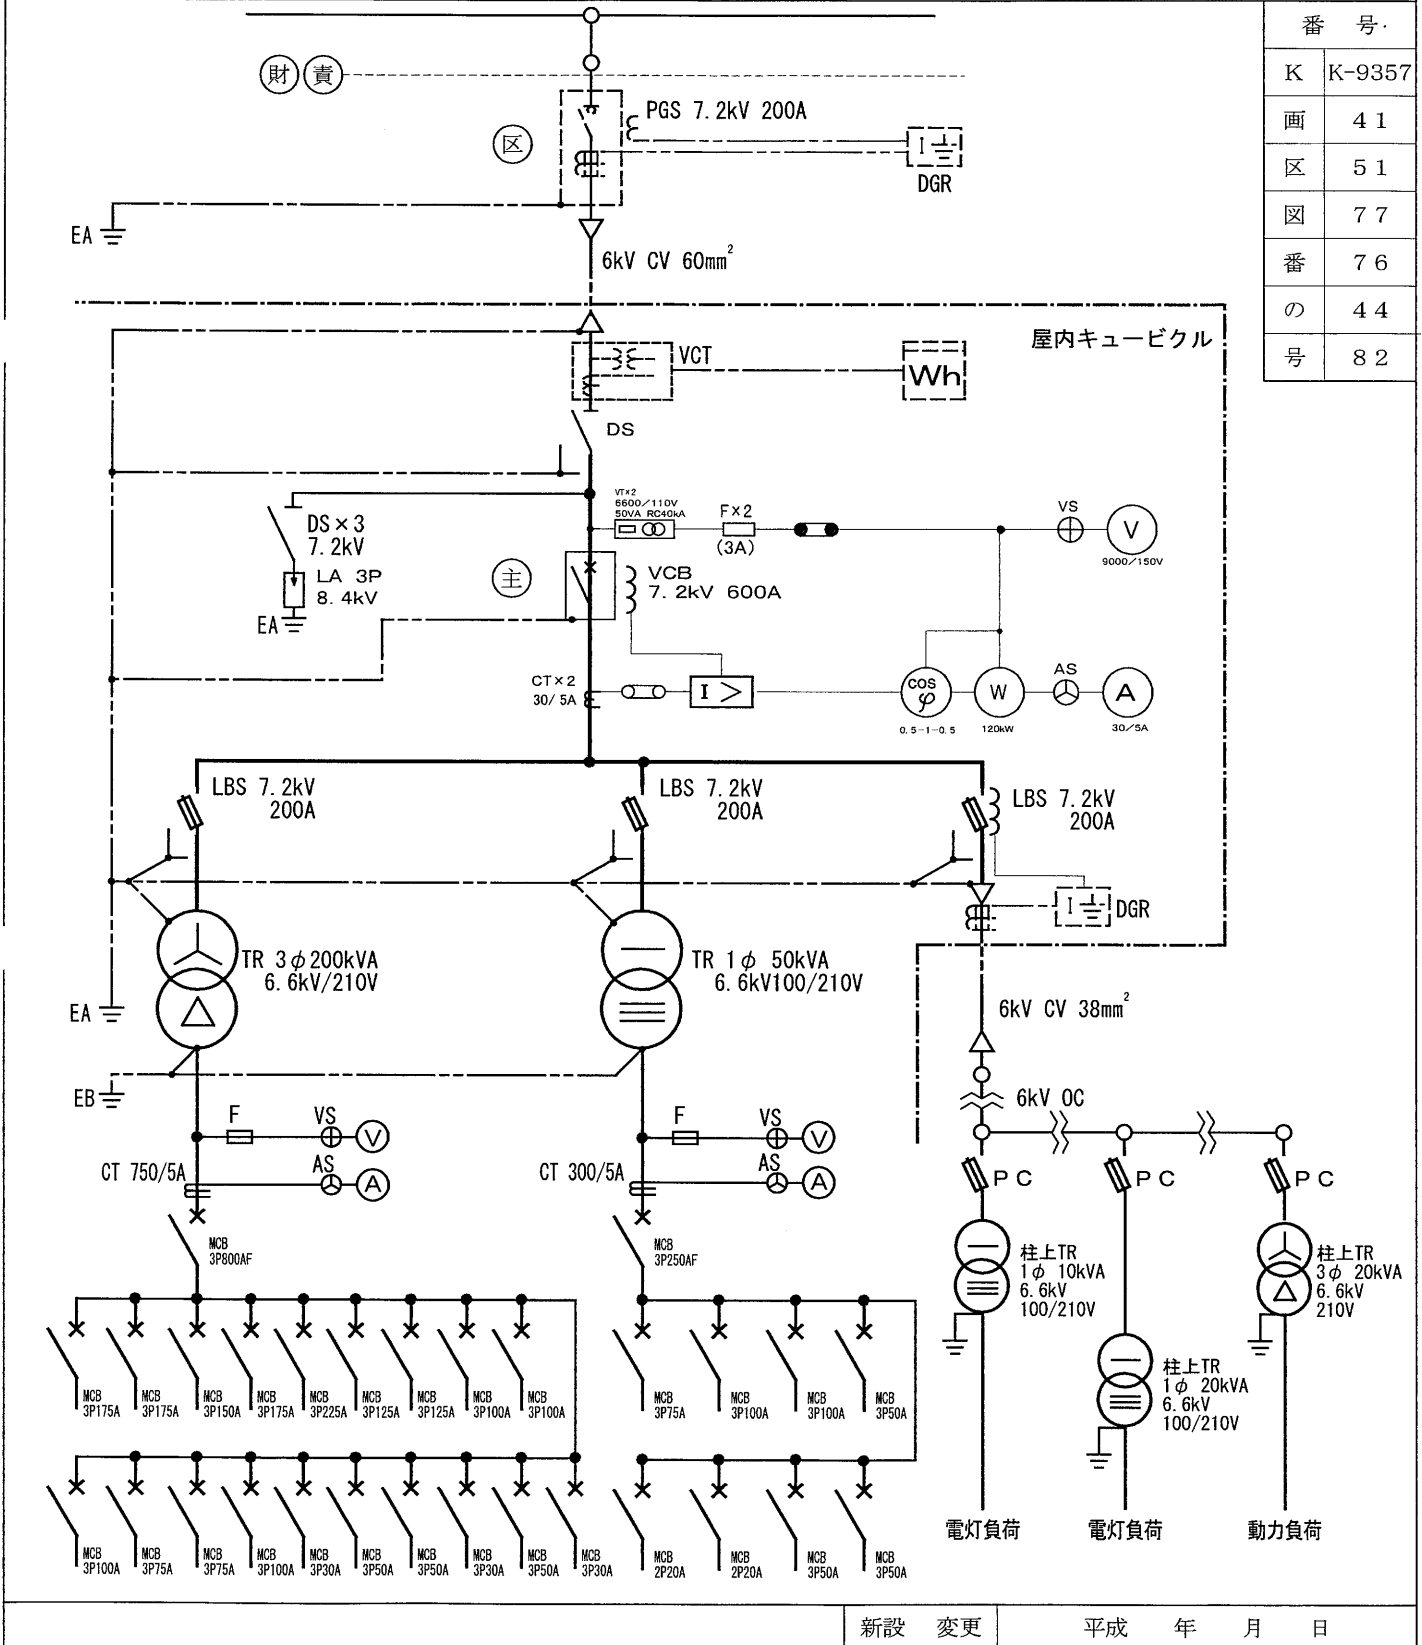 番 号
K K-9357
画 41
区 51
図 77
番 76
の 44
号 82
財 責
区
PGS 7.2kV 200A
I
DGR
EA
6kV CV 60mm²
屋内キュービクル
VCT
Wh
DS
VT×2
6600/110V
50VA RC40kA
F×2
(3A)
VS
V
9000/150V
DS×3
7.2kV
LA 3P
8.4kV
EA
主
VCB
7.2kV 600A
CT×2
30/5A
I >
COS
φ
0.5-1-0.5
W
120kW
AS
A
30/5A
LBS 7.2kV
200A
LBS 7.2kV
200A
LBS 7.2kV
200A
I
DGR
TR 3φ200kVA
6.6kV/210V
TR 1φ 50kVA
6.6kV100/210V
EA
6kV CV 38mm²
EB
6kV OC
F
VS
V
CT 750/5A
AS
A
F
VS
V
CT 300/5A
AS
A
PC
PC
PC
MCB
3P800AF
MCB
3P250AF
柱上TR
1φ 10kVA
6.6kV
100/210V
柱上TR
3φ 20kVA
6.6kV
210V
柱上TR
1φ 20kVA
6.6kV
100/210V
MCB MCB MCB MCB MCB MCB MCB MCB MCB
3P175A 3P175A 3P150A 3P175A 3P225A 3P125A 3P125A 3P100A 3P100A
MCB MCB MCB MCB
3P75A 3P100A 3P100A 3P50A
MCB MCB MCB MCB MCB MCB MCB MCB MCB MCB
3P100A 3P75A 3P75A 3P100A 3P30A 3P50A 3P50A 3P30A 3P50A 3P30A
MCB MCB MCB MCB
2P20A 2P20A 3P50A 3P50A
電灯負荷
電灯負荷
動力負荷
新設 変更 平成 年 月 日